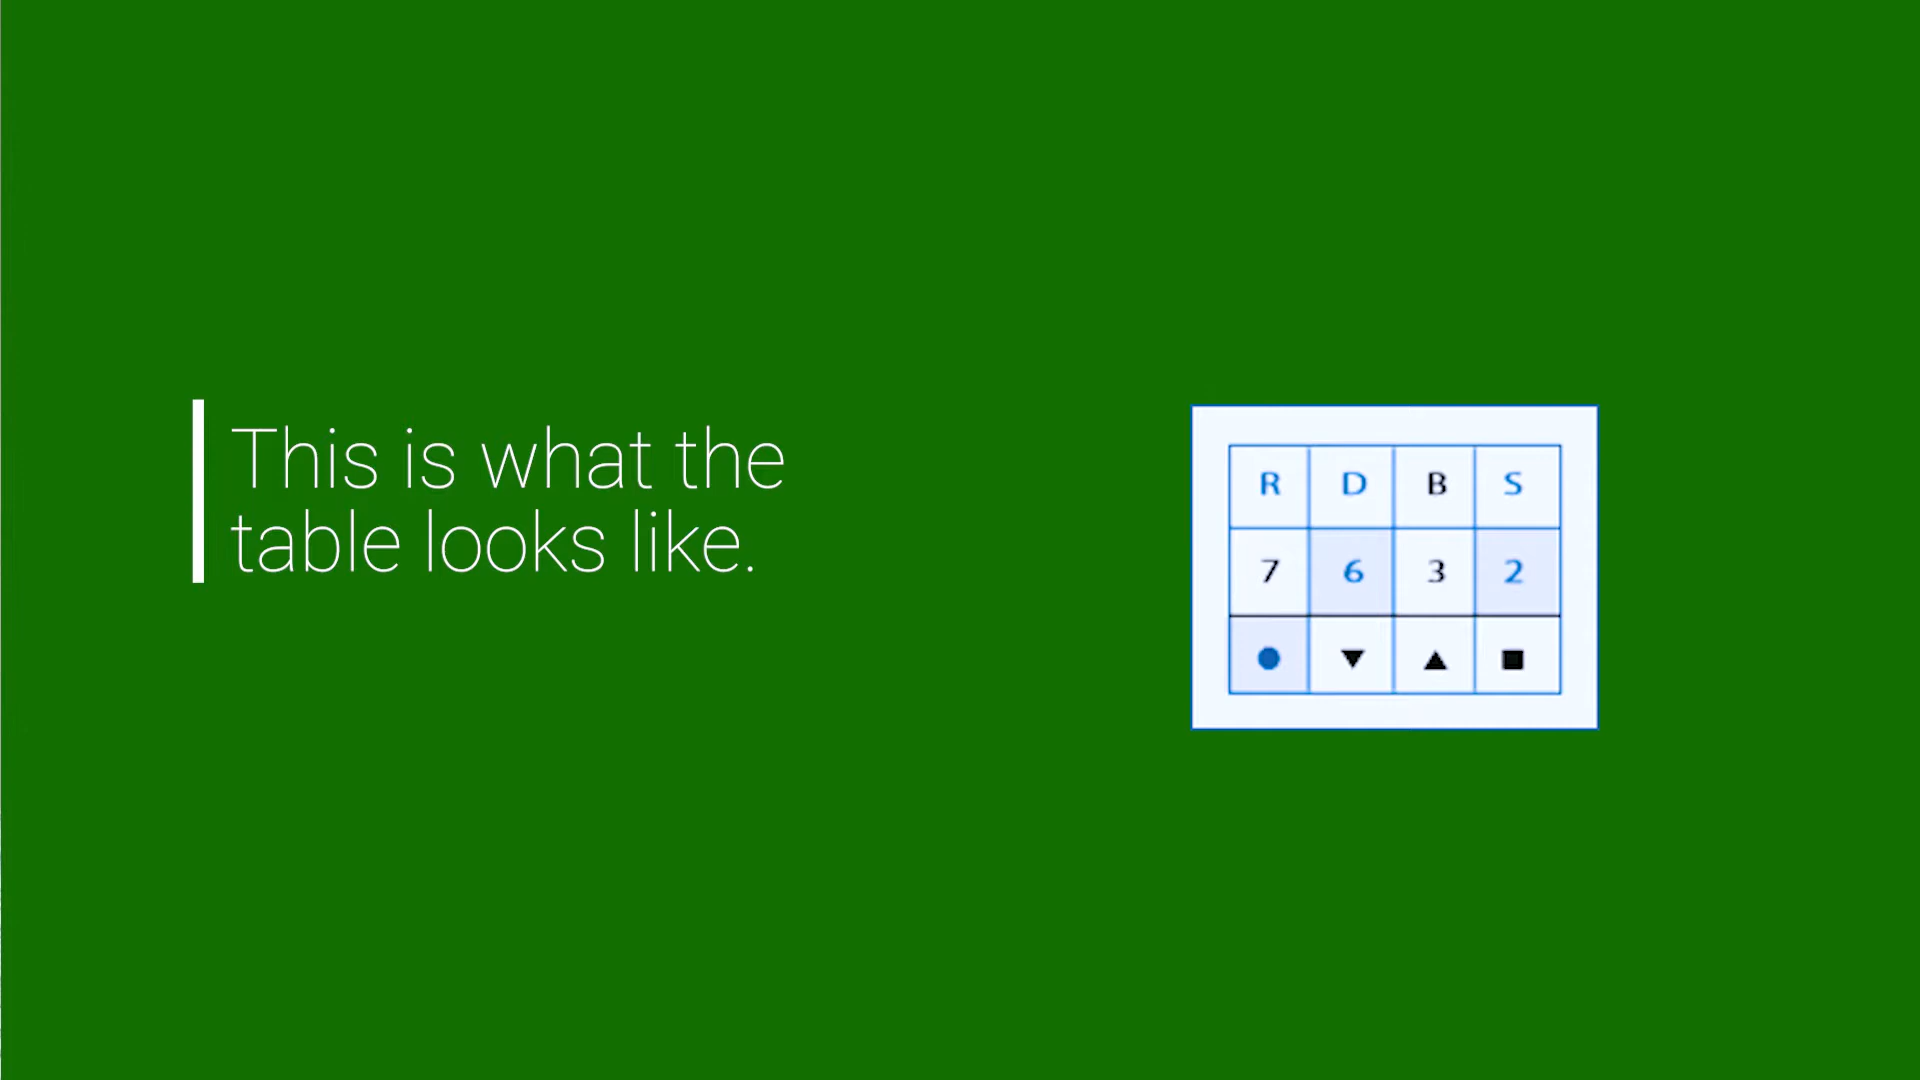 This is what the
table looks like.
R D B S
7 6 3 2
● ▼ ▲ ■